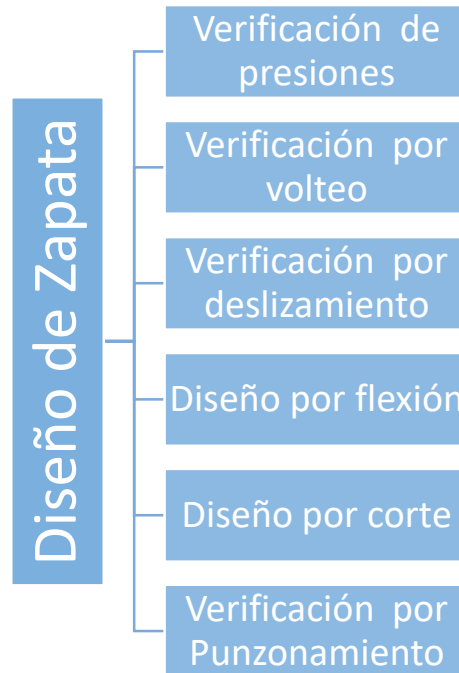 Diseño de Zapata
Verificación de
presiones
Verificación por
volteo
Verificación por
deslizamiento
Diseño por flexión
Diseño por corte
Verificación por
Punzonamiento